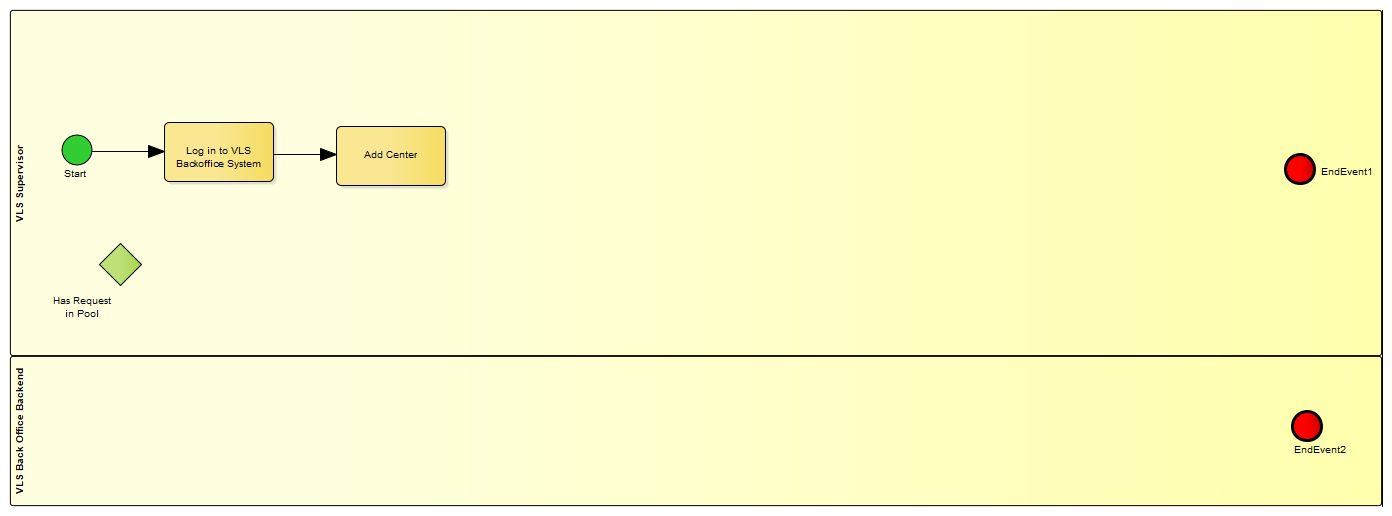 VLS Supervisor
Start
Log in to VLS
Backoffice System
Add Center
EndEvent1
Has Request
in Pool
VLS Back Office Backend
EndEvent2